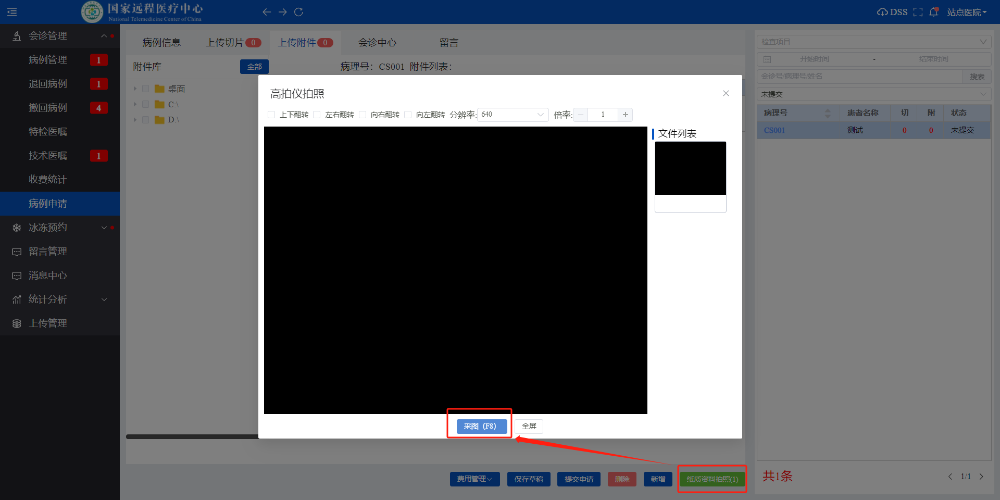 国家远程医疗中心
National Telemedicine Center of China
DSS
站点医院
会诊管理
病例管理 1
退回病例 1
撤回病例 4
特检医嘱
技术医嘱 1
收费统计
病例申请
冰冻预约
留言管理
消息中心
统计分析
上传管理
病例信息 上传切片 0 上传附件 0 会诊中心 留言
附件库 全部 病理号：CS001 附件列表：
桌面
C:\
D:\
高拍仪拍照
上下翻转 左右翻转 向右翻转 向左翻转 分辨率: 640 倍率: - 1 +
文件列表
采图（F8） 全屏
费用管理 保存草稿 提交申请 删除 新增 纸质资料拍照(1)
检查项目
开始时间 - 结束时间
会诊号/病理号/姓名 搜索
未提交
病理号 患者名称 切 附 状态
CS001 测试 0 0 未提交
共1条 1/1